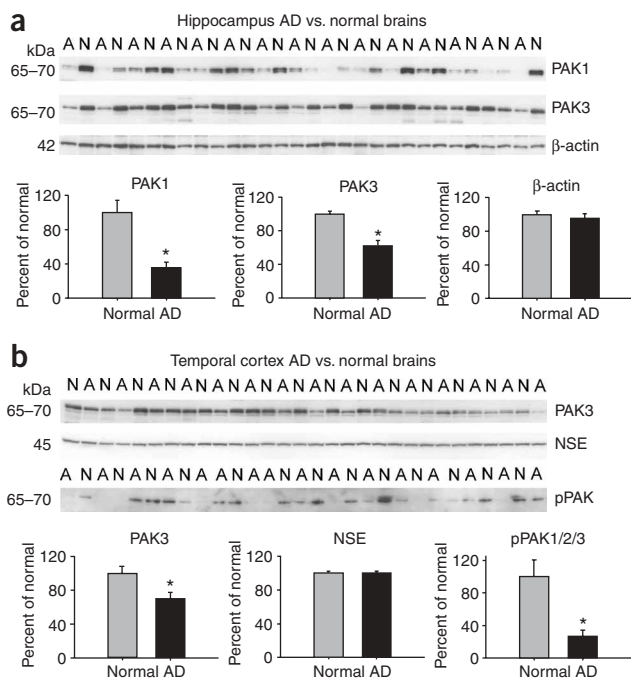 a
Hippocampus AD vs. normal brains
kDa A N A N A N A N A N A N A N A N A N A N A N A N A N A N A N
65–70 PAK1
65–70 PAK3
42 β-actin
PAK1 PAK3 β-actin
Percent of normal
120
80
40
0
Normal AD
Percent of normal
120
80
40
0
Normal AD
Percent of normal
120
80
40
0
Normal AD
*
*
b
Temporal cortex AD vs. normal brains
kDa N A N A N A N A N A N A N A N A N A N A N A N A N A N A N A
65–70 PAK3
45 NSE
A N A N A N A N A N A N A N A N A N A N A N A N A N A N A
65–70 pPAK
PAK3 NSE pPAK1/2/3
Percent of normal
120
80
40
0
Normal AD
Percent of normal
120
80
40
0
Normal AD
Percent of normal
120
80
40
0
Normal AD
*
*